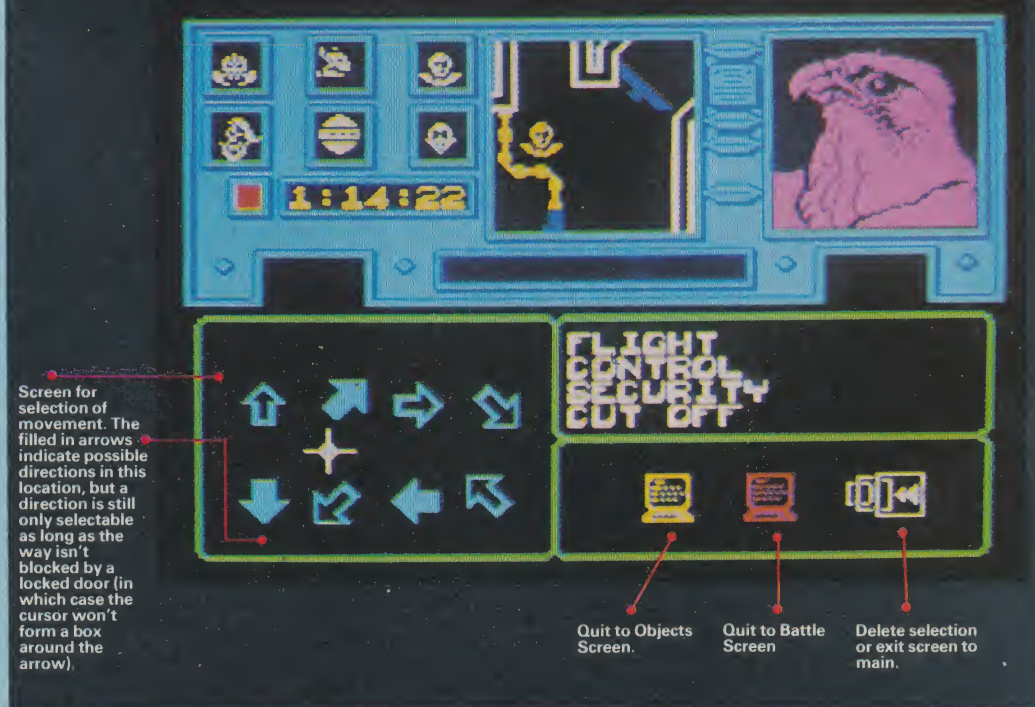 1:14:22
FLIGHT
CONTROL
SECURITY
CUT OFF
Screen for
selection of
movement. The
filled in arrows
indicate possible
directions in this
location, but a
direction is still
only selectable
as long as the
way isn't
blocked by a
locked door (in
which case the
cursor won't
form a box
around the
arrow).
Quit to Objects
Screen.
Quit to Battle
Screen
Delete selection
or exit screen to
main.